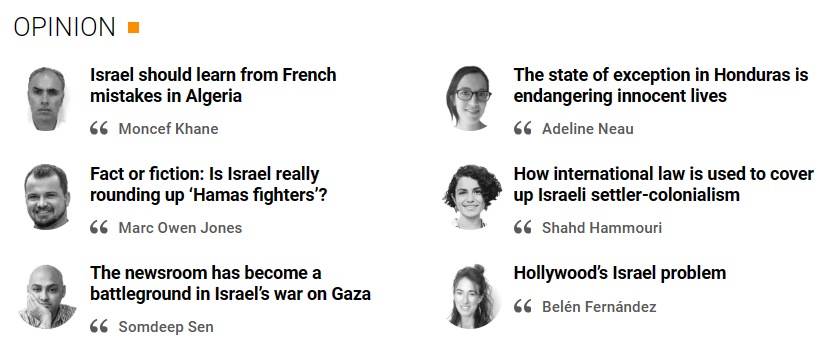 OPINION
Israel should learn from French
mistakes in Algeria
Moncef Khane
Fact or fiction: Is Israel really
rounding up ‘Hamas fighters’?
Marc Owen Jones
The newsroom has become a
battleground in Israel’s war on Gaza
Somdeep Sen
The state of exception in Honduras is
endangering innocent lives
Adeline Neau
How international law is used to cover
up Israeli settler-colonialism
Shahd Hammouri
Hollywood’s Israel problem
Belén Fernández